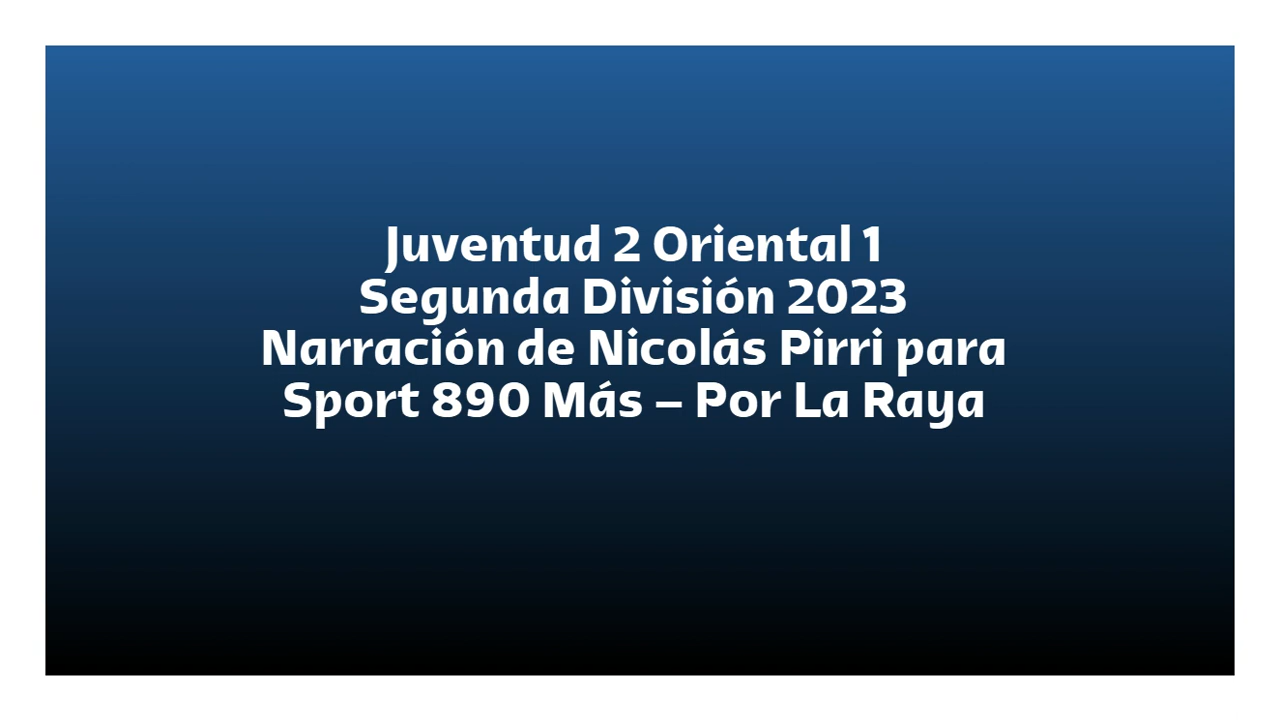 Juventud 2 Oriental 1
Segunda División 2023
Narración de Nicolás Pirri para
Sport 890 Más – Por La Raya